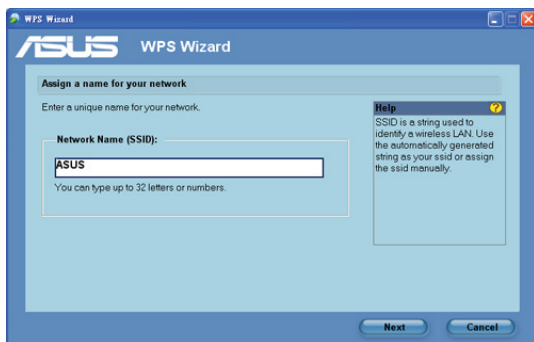 WPS Wizard
ASUS WPS Wizard
Assign a name for your network
Enter a unique name for your network.
Network Name (SSID):
ASUS
You can type up to 32 letters or numbers.
Help
SSID is a string used to
identify a wireless LAN. Use
the automatically generated
string as your ssid or assign
the ssid manually.
Next Cancel